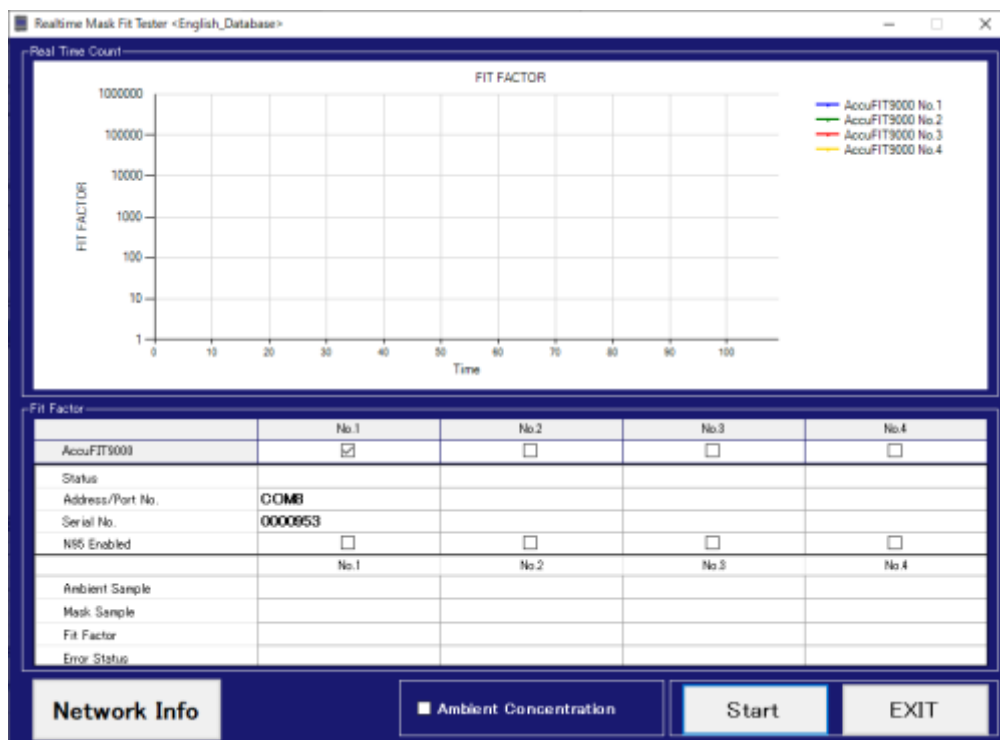 Realtime Mask Fit Tester <English_Database>
Real Time Count
FIT FACTOR
1000000
100000
10000
1000
100
10
1
FIT FACTOR
0 10 20 30 40 50 60 70 80 90 100
Time
AccuFIT9000 No.1
AccuFIT9000 No.2
AccuFIT9000 No.3
AccuFIT9000 No.4
Fit Factor
No.1 No.2 No.3 No.4
AccuFIT9000
Status
Address/Port No. COM8
Serial No. 0000953
N95 Enabled
No.1 No.2 No.3 No.4
Ambient Sample
Mask Sample
Fit Factor
Error Status
Network Info
Ambient Concentration
Start
EXIT